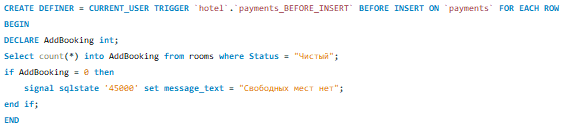 CREATE DEFINER = CURRENT_USER TRIGGER `hotel`.`payments_BEFORE_INSERT` BEFORE INSERT ON `payments` FOR EACH ROW
BEGIN
DECLARE AddBooking int;
Select count(*) into AddBooking from rooms where Status = "Чистый";
if AddBooking = 0 then
signal sqlstate '45000' set message_text = "Свободных мест нет";
end if;
END